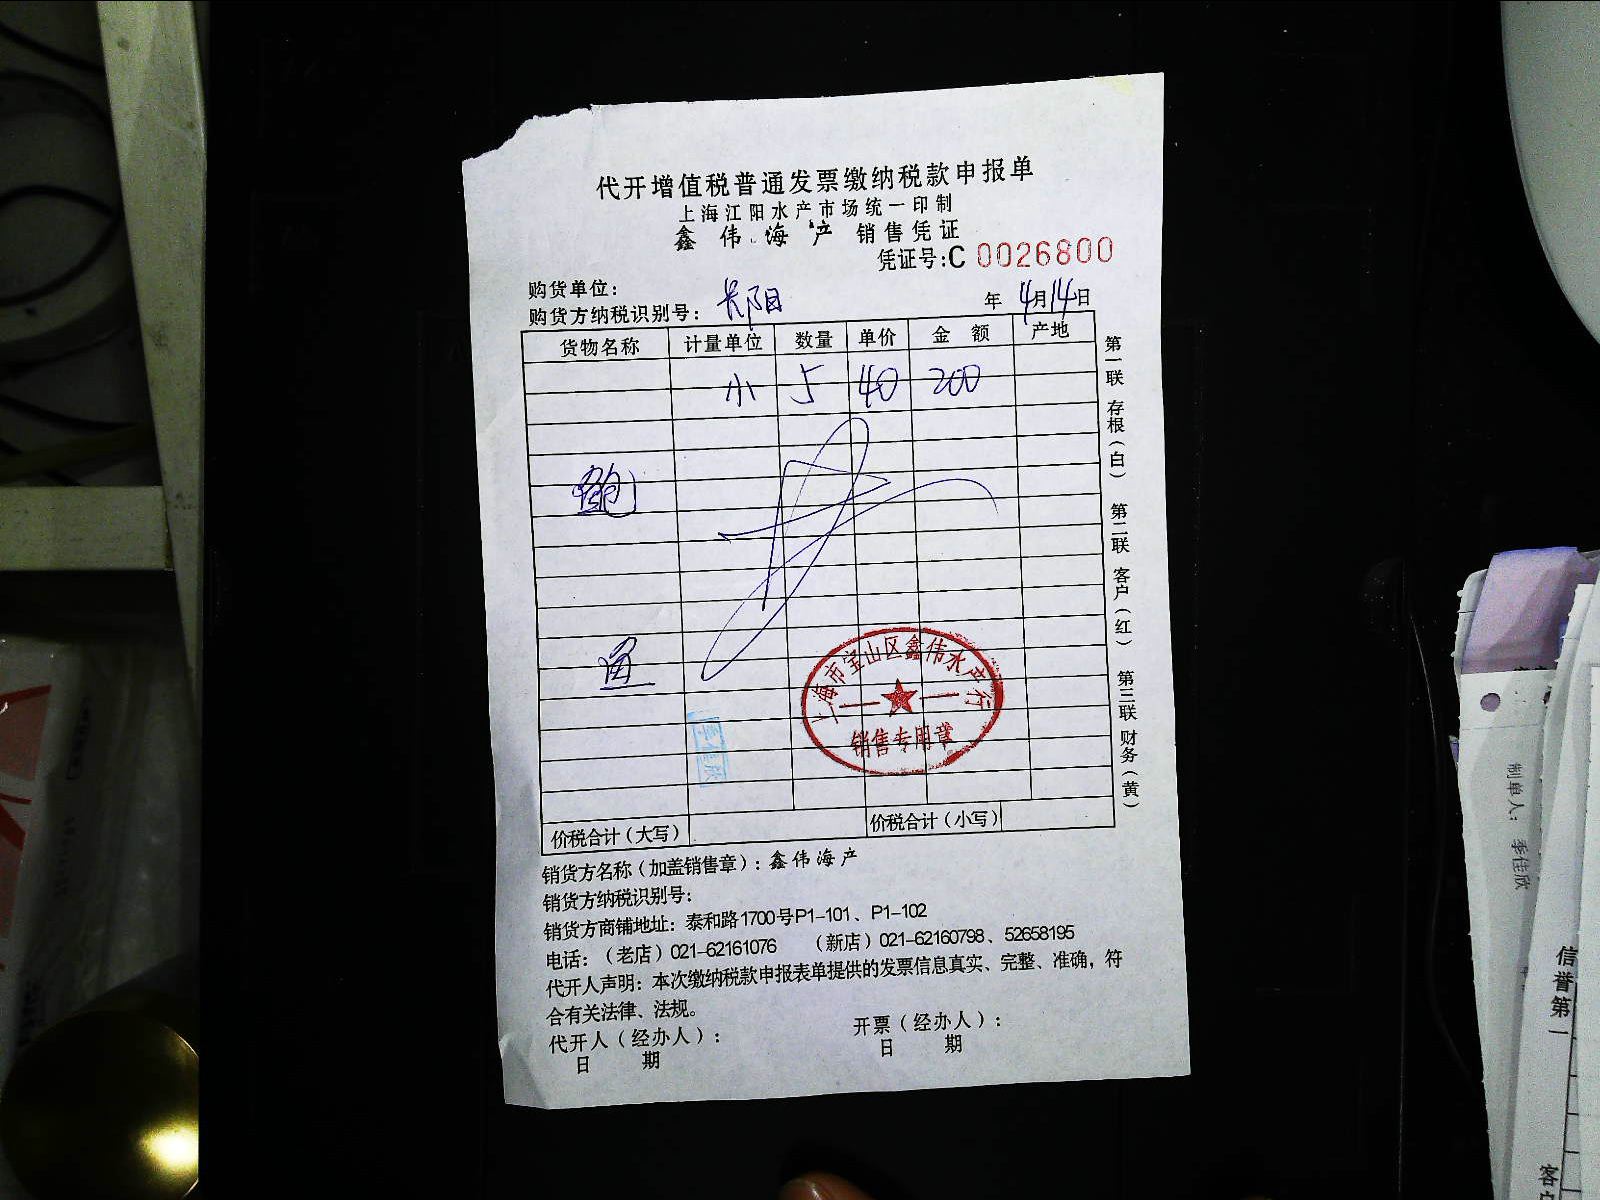 代开增值税普通发票缴纳税款申报单
上海江阳水产市场统一印制
鑫伟海产 销售凭证
凭证号:C 0026800
购货单位:
购货方纳税识别号: 长阳
年 4月14日
货物名称 计量单位 数量 单价 金额 产地
小 5 40 200
上海市宝山区鑫伟水产行
销售专用章
季佳欣
价税合计(大写) 价税合计(小写)
第一联 存根(白) 第二联 客户(红) 第三联 财务(黄)
销货方名称(加盖销售章):鑫伟海产
销货方纳税识别号:
销货方商铺地址:泰和路1700号P1-101、P1-102
电话:(老店)021-62161076 (新店)021-62160798、52658195
代开人声明:本次缴纳税款申报表单提供的发票信息真实、完整、准确,符
合有关法律、法规。
代开人(经办人): 开票(经办人):
日 期 日 期
制单人: 季佳欣
信誉第一
客户